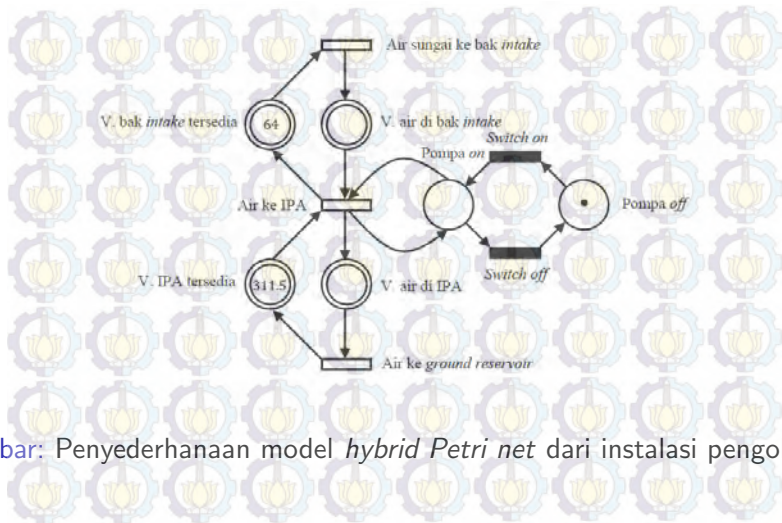 Air sungai ke bak intake
V. bak intake tersedia
64
V. air di bak intake
Switch on
Pompa on
Air ke IPA
Pompa off
V. IPA tersedia
311.5
V. air di IPA
Switch off
Air ke ground reservoir
bar: Penyederhanaan model hybrid Petri net dari instalasi pengo